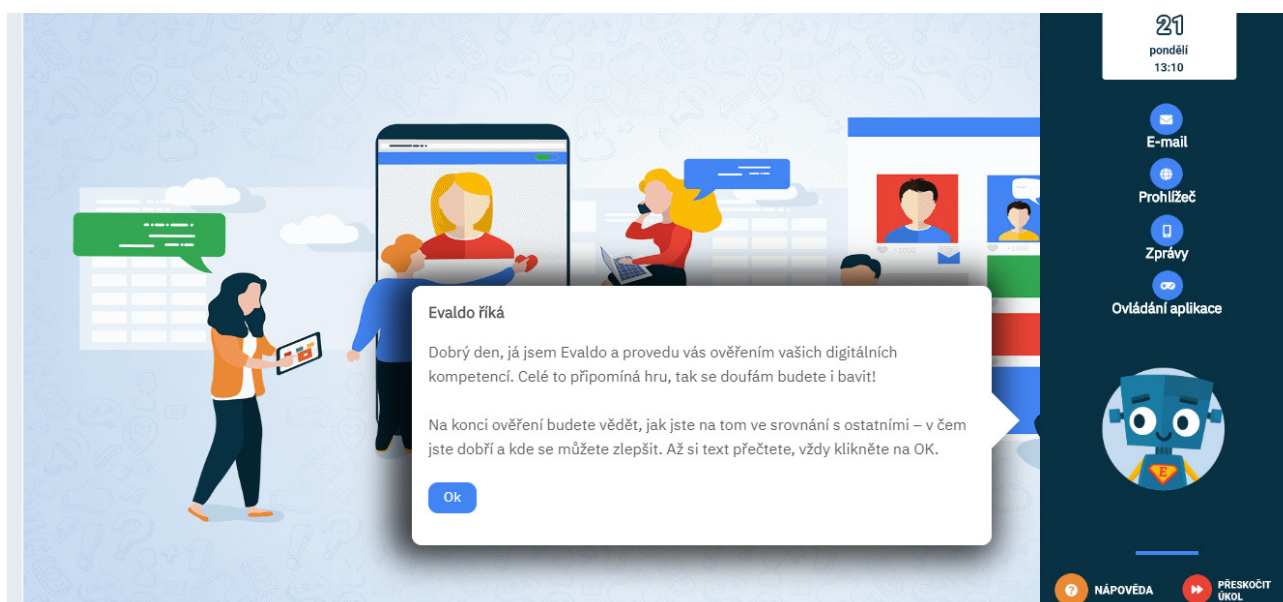 21
pondělí
13:10
E-mail
Prohlížeč
Zprávy
Ovládání aplikace
Evaldo říká
Dobrý den, já jsem Evaldo a provedu vás ověřením vašich digitálních
kompetencí. Celé to připomíná hru, tak se doufám budete i bavit!
Na konci ověření budete vědět, jak jste na tom ve srovnání s ostatními – v čem
jste dobří a kde se můžete zlepšit. Až si text přečtete, vždy klikněte na OK.
Ok
E
? NÁPOVĚDA
PŘESKOČIT
ÚKOL